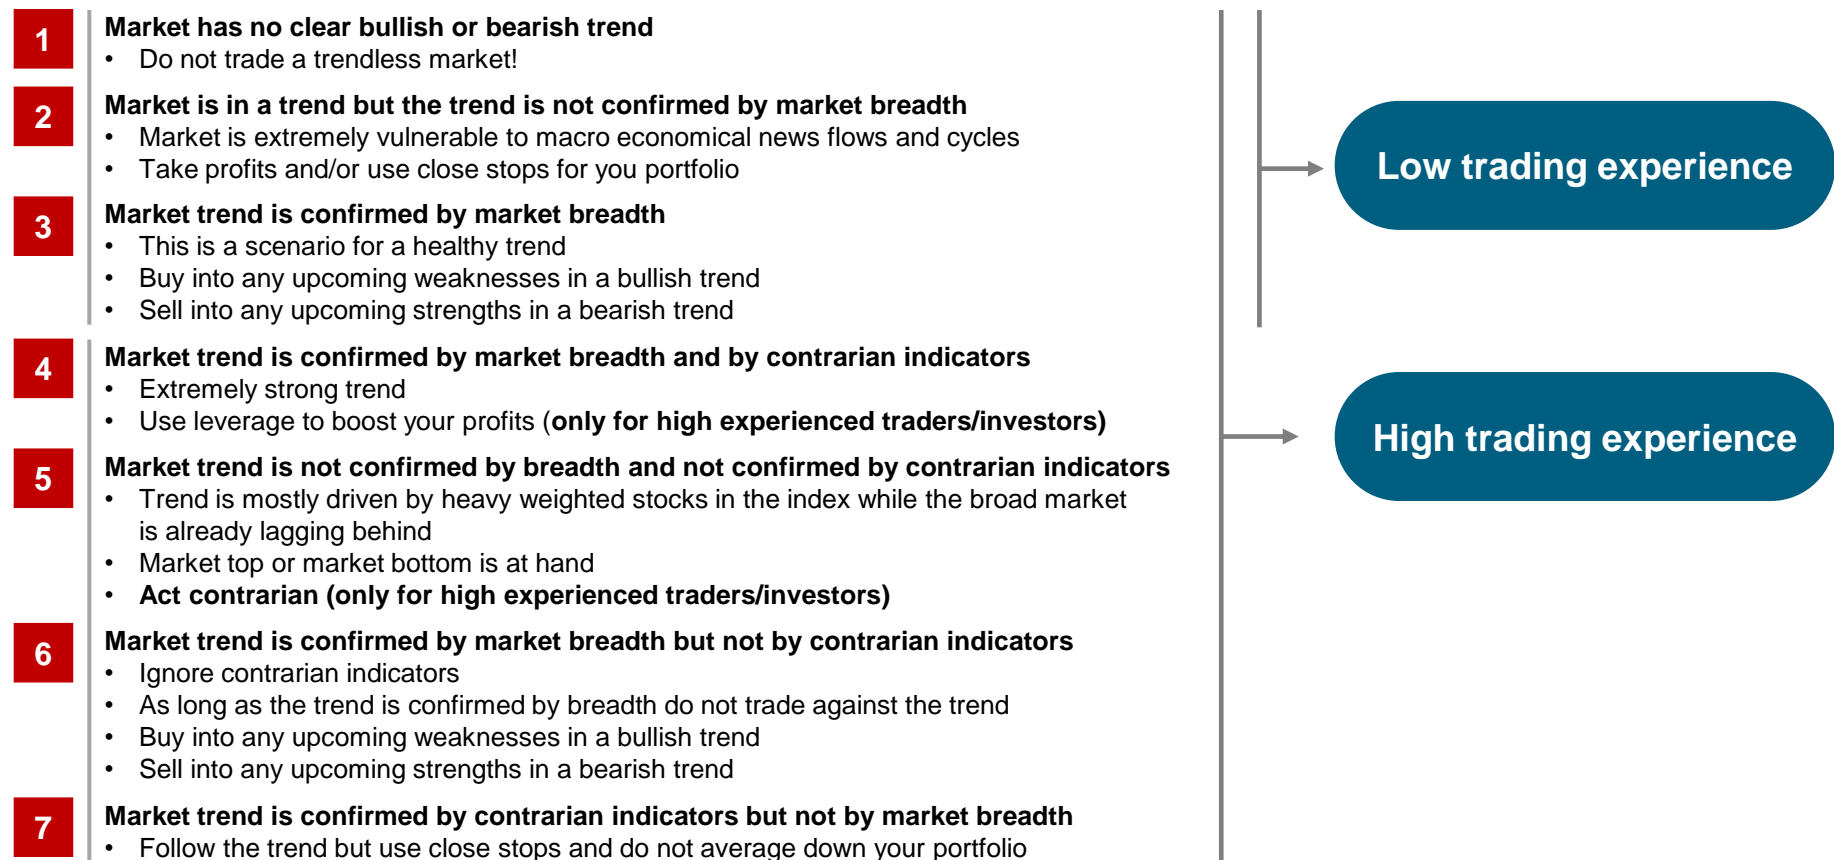 1
Market has no clear bullish or bearish trend
• Do not trade a trendless market!
2
Market is in a trend but the trend is not confirmed by market breadth
• Market is extremely vulnerable to macro economical news flows and cycles
• Take profits and/or use close stops for you portfolio
3
Market trend is confirmed by market breadth
• This is a scenario for a healthy trend
• Buy into any upcoming weaknesses in a bullish trend
• Sell into any upcoming strengths in a bearish trend
4
Market trend is confirmed by market breadth and by contrarian indicators
• Extremely strong trend
• Use leverage to boost your profits (only for high experienced traders/investors)
5
Market trend is not confirmed by breadth and not confirmed by contrarian indicators
• Trend is mostly driven by heavy weighted stocks in the index while the broad market
is already lagging behind
• Market top or market bottom is at hand
• Act contrarian (only for high experienced traders/investors)
6
Market trend is confirmed by market breadth but not by contrarian indicators
• Ignore contrarian indicators
• As long as the trend is confirmed by breadth do not trade against the trend
• Buy into any upcoming weaknesses in a bullish trend
• Sell into any upcoming strengths in a bearish trend
7
Market trend is confirmed by contrarian indicators but not by market breadth
• Follow the trend but use close stops and do not average down your portfolio
Low trading experience
High trading experience